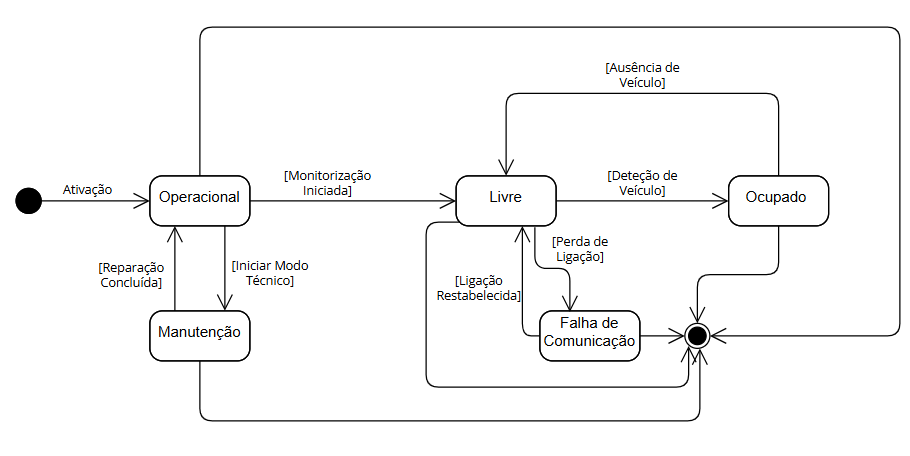 [Ausência de
Veículo]
Ativação
Operacional
[Monitorização
Iniciada]
Livre
[Deteção de
Veículo]
Ocupado
[Reparação
Concluída]
[Iniciar Modo
Técnico]
[Ligação
Restabelecida]
[Perda de
Ligação]
Manutenção
Falha de
Comunicação